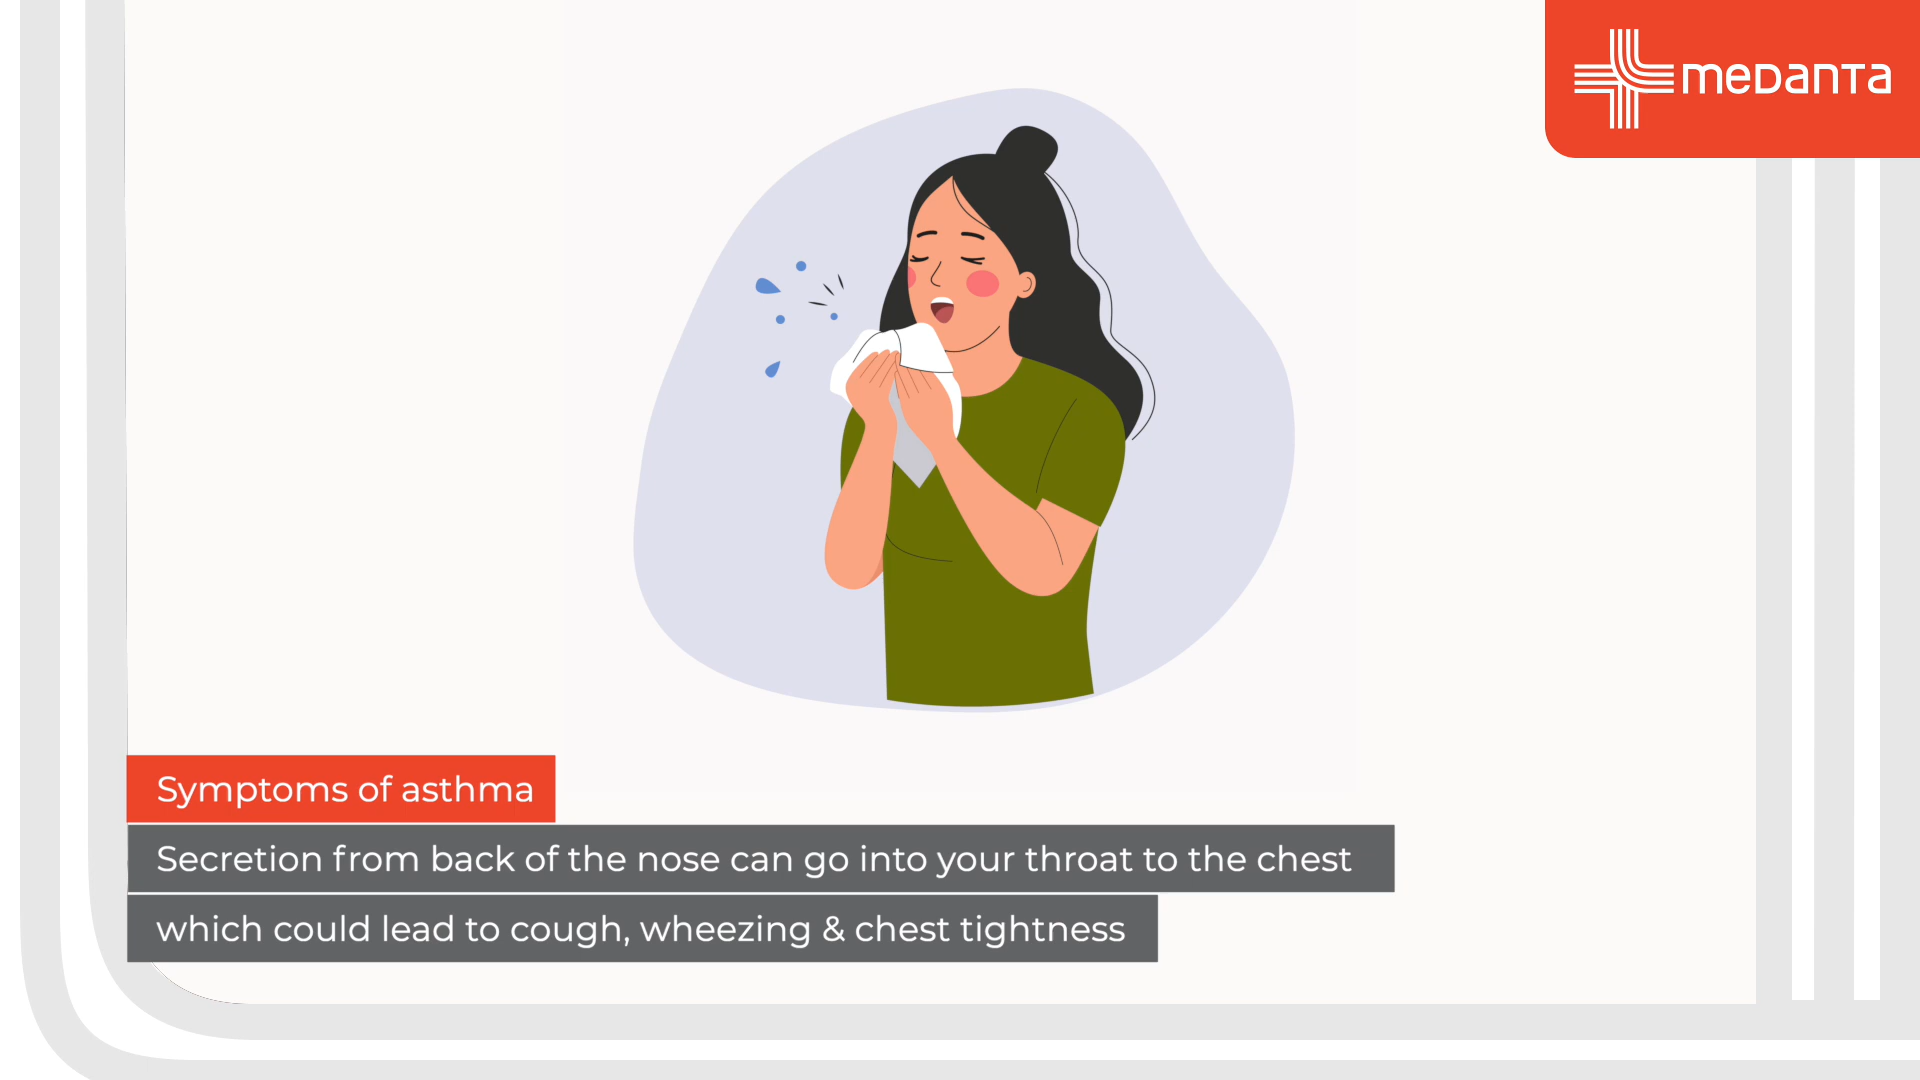 medanta
Symptoms of asthma
Secretion from back of the nose can go into your throat to the chest
which could lead to cough, wheezing & chest tightness